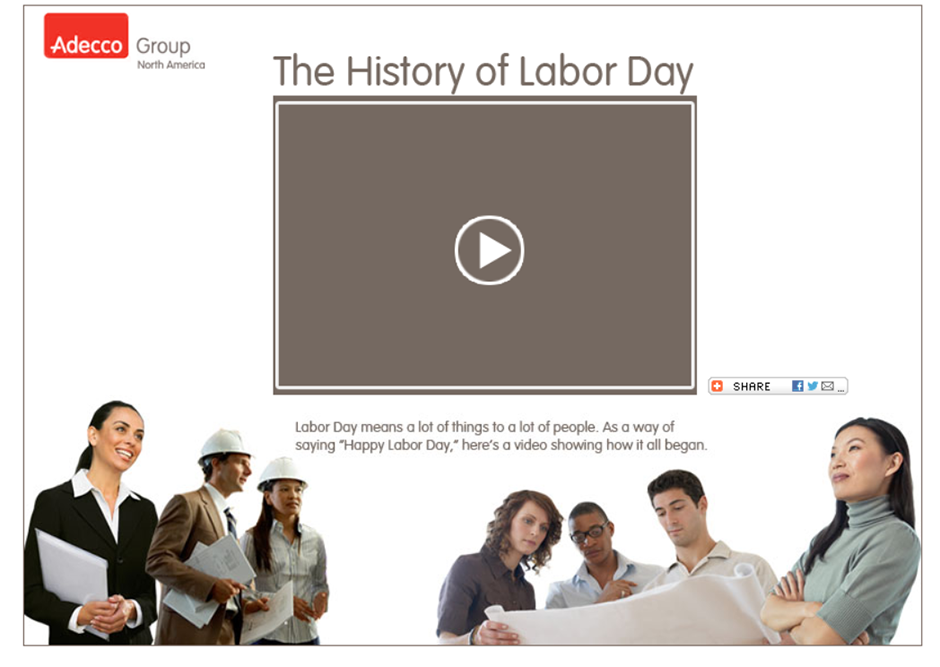 Adecco Group
North America
The History of Labor Day
SHARE ...
Labor Day means a lot of things to a lot of people. As a way of
saying "Happy Labor Day," here's a video showing how it all began.